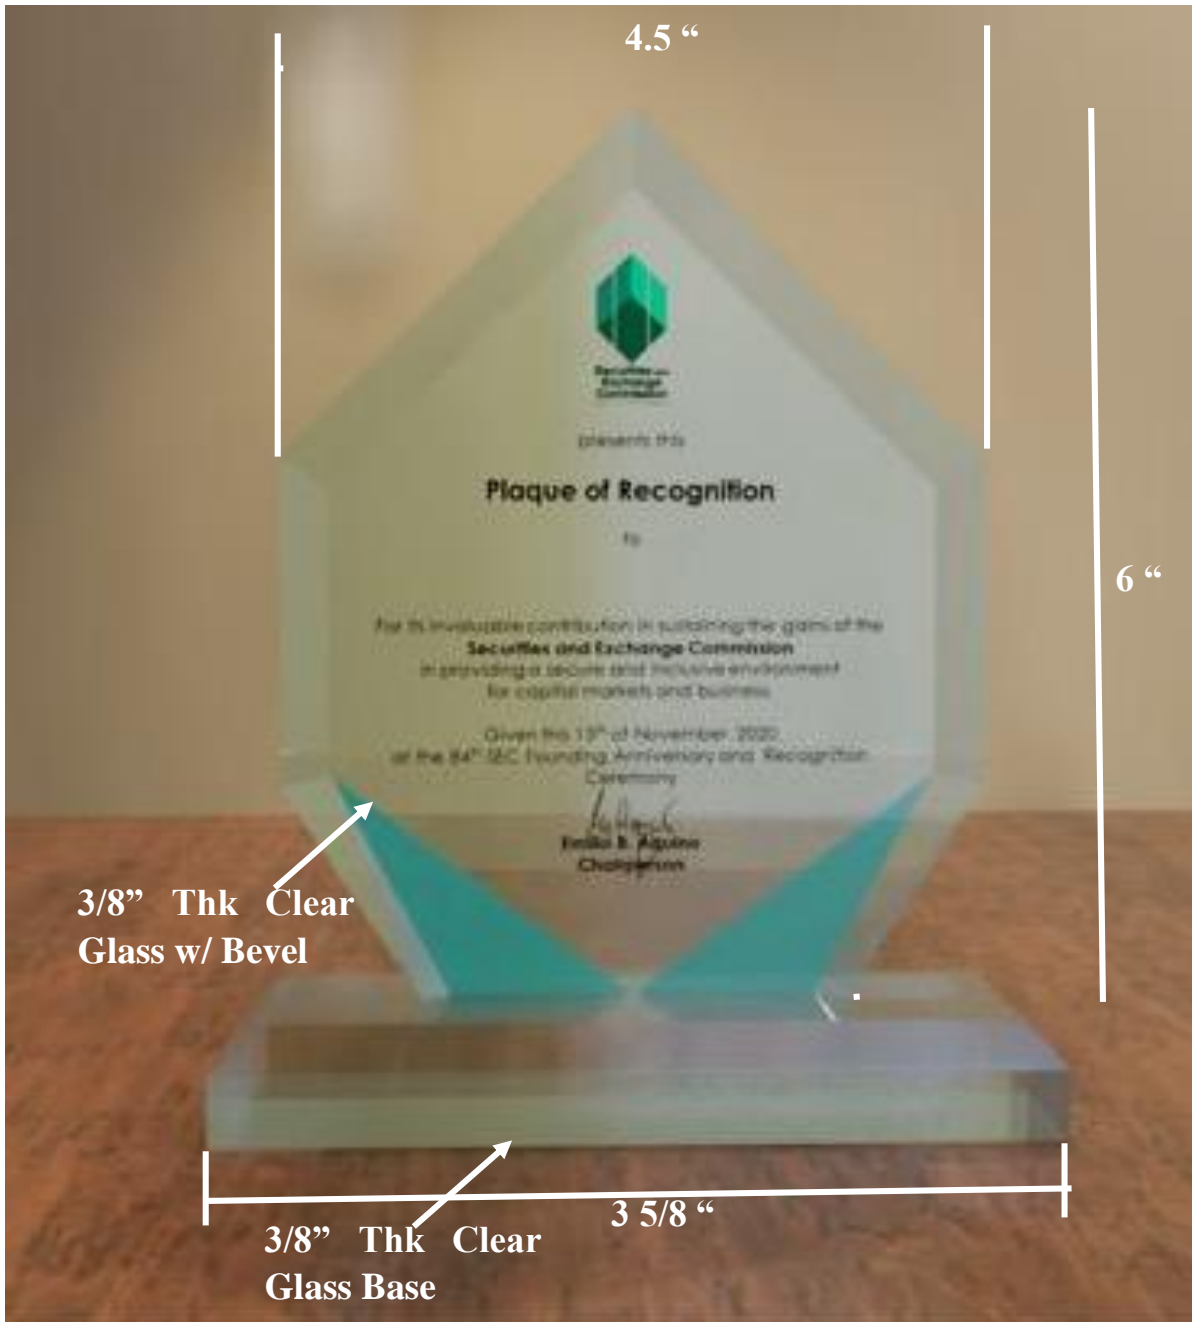 4.5 “
Securities and
Exchange
Commission
presents this
Plaque of Recognition
to
6 “
For its invaluable contribution in sustaining the gains of the
Securities and Exchange Commission
in providing a secure and inclusive environment
for capital markets and business
Given this 13th of November 2020
at the 84th SEC Founding Anniversary and Recognition
Ceremony
Emilio B. Aquino
Chairperson
3/8” Thk Clear
Glass w/ Bevel
3 5/8 “
3/8” Thk Clear
Glass Base